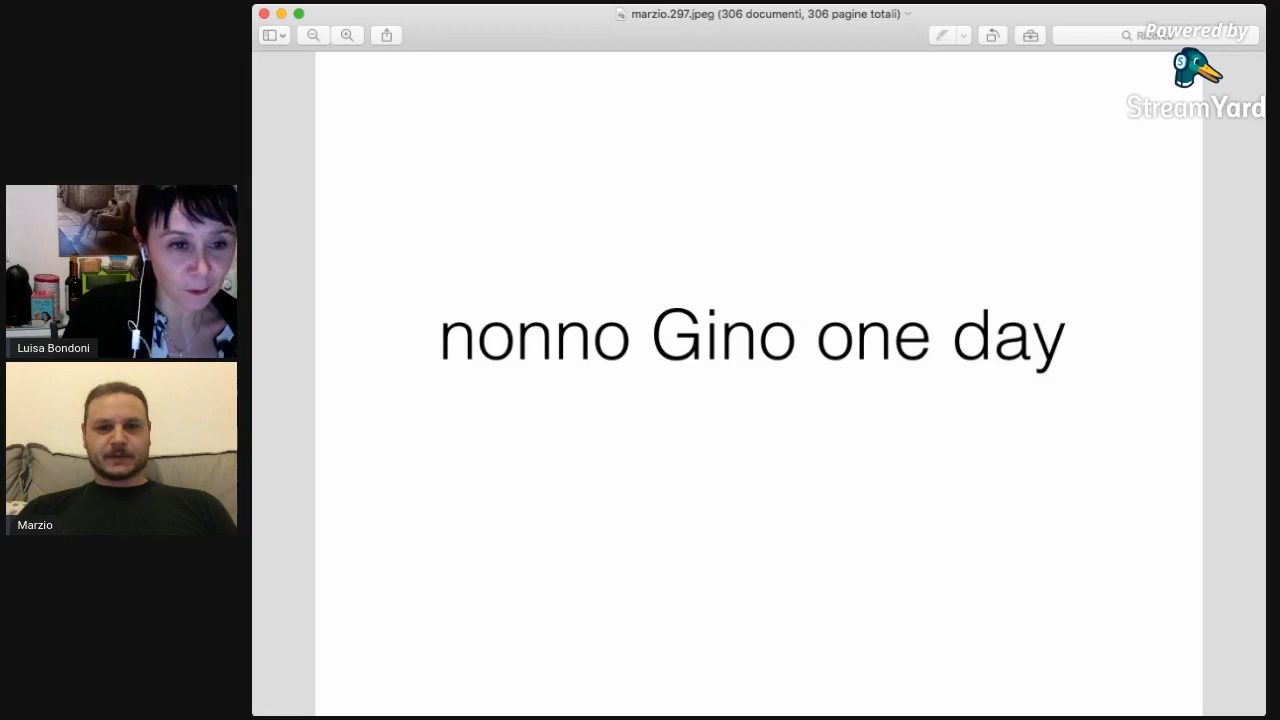 marzio.297.jpeg (306 documenti, 306 pagine totali)
Powered by
StreamYard
nonno Gino one day
Luisa Bondoni
Marzio